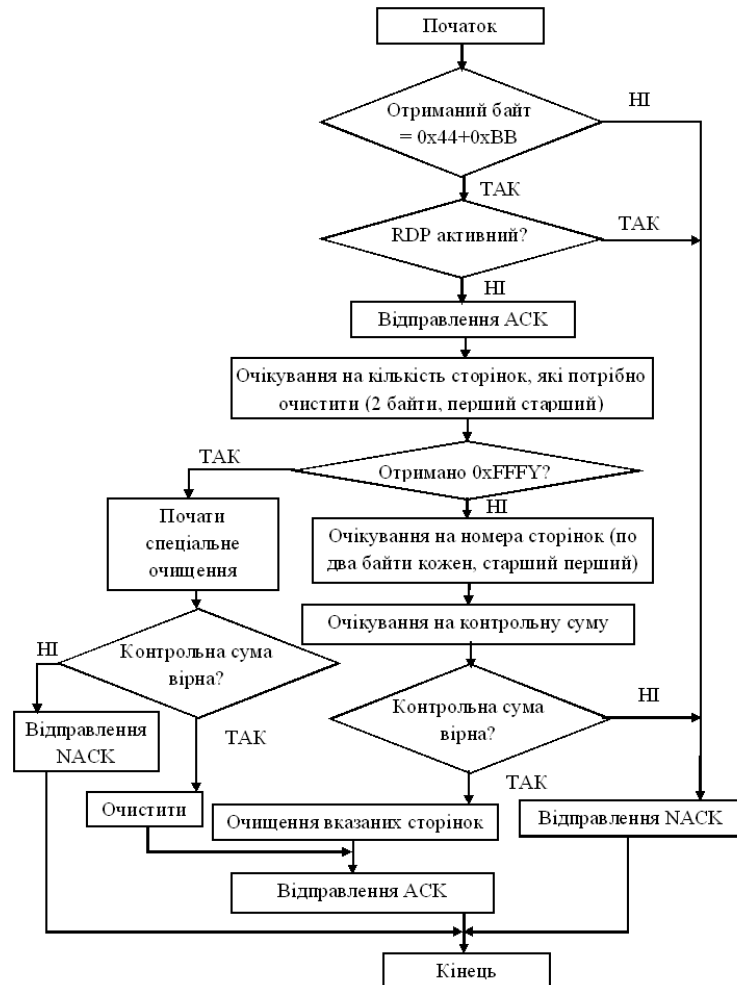 Початок
НІ
Отриманий байт
= 0x44+0xBB
ТАК
RDP активний?
ТАК
НІ
Відправлення ACK
Очікування на кількість сторінок, які потрібно
очистити (2 байти, перший старший)
ТАК
Отримано 0xFFFY?
НІ
Почати
спеціальне
очищення
Очікування на номера сторінок (по
два байти кожен, старший перший)
Очікування на контрольну суму
НІ
Контрольна сума
вірна?
НІ
Контрольна сума
вірна?
Відправлення
NACK
ТАК
ТАК
Очистити
Очищення вказаних сторінок
Відправлення NACK
Відправлення ACK
Кінець